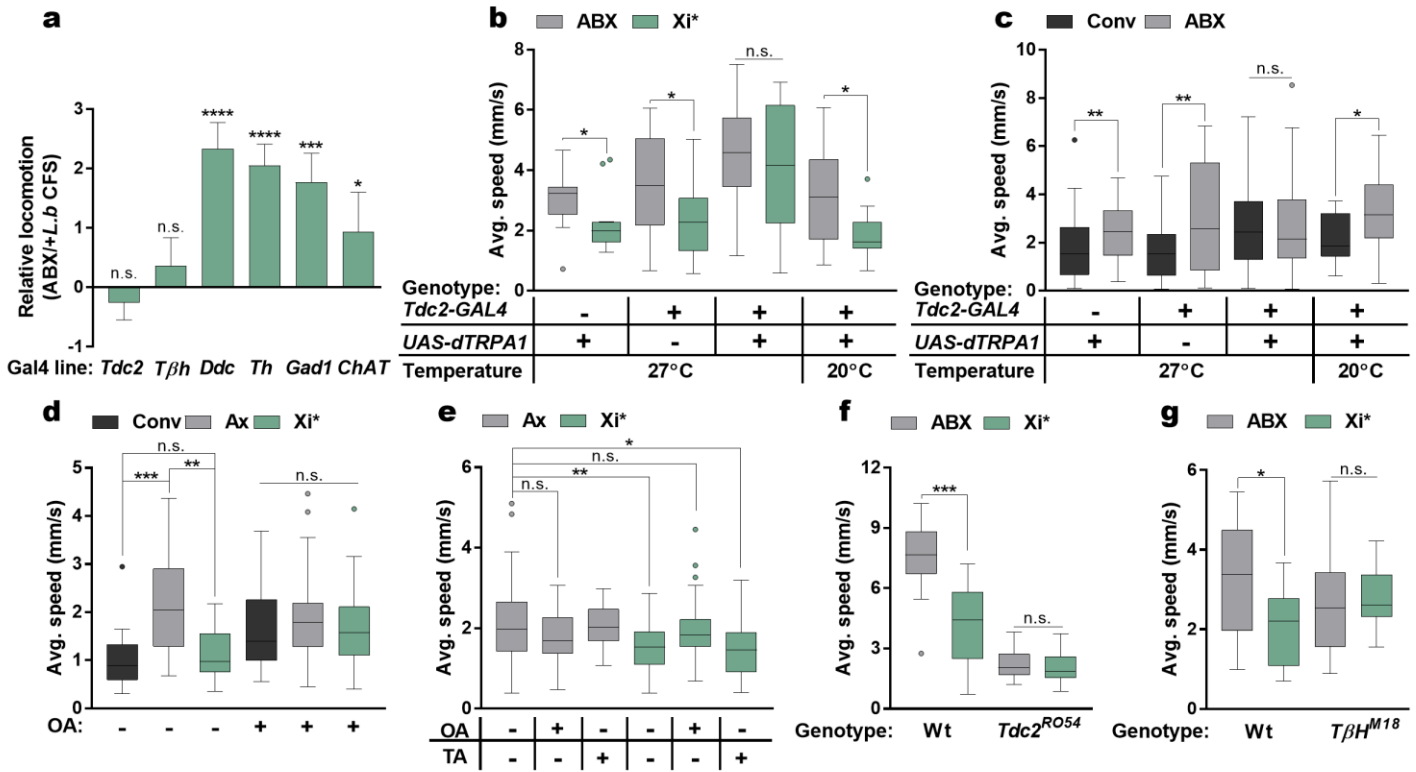 a
Relative locomotion
(ABX/+L.b CFS)
3
2
1
0
-1
n.s.
n.s.
****
****
***
*
Gal4 line: Tdc2 Tβh Ddc Th Gad1 ChAT
b
ABX Xi*
Avg. speed (mm/s)
8
6
4
2
0
*
*
n.s.
*
Genotype:
Tdc2-GAL4 - + + +
UAS-dTRPA1 + - + +
Temperature 27°C 20°C
c
Conv ABX
Avg. speed (mm/s)
10
8
6
4
2
0
**
**
n.s.
*
Genotype:
Tdc2-GAL4 - + + +
UAS-dTRPA1 + - + +
Temperature 27°C 20°C
d
Conv Ax Xi*
Avg. speed (mm/s)
5
4
3
2
1
0
n.s.
*** **
n.s.
OA: - - - + + +
e
Ax Xi*
Avg. speed (mm/s)
6
4
2
0
*
n.s.
**
n.s.
OA - + - - + -
TA - - + - - +
f
ABX Xi*
Avg. speed (mm/s)
12
9
6
3
0
***
n.s.
Genotype: Wt Tdc2RO54
g
ABX Xi*
Avg. speed (mm/s)
6
4
2
0
*
n.s.
Genotype: Wt TβHM18